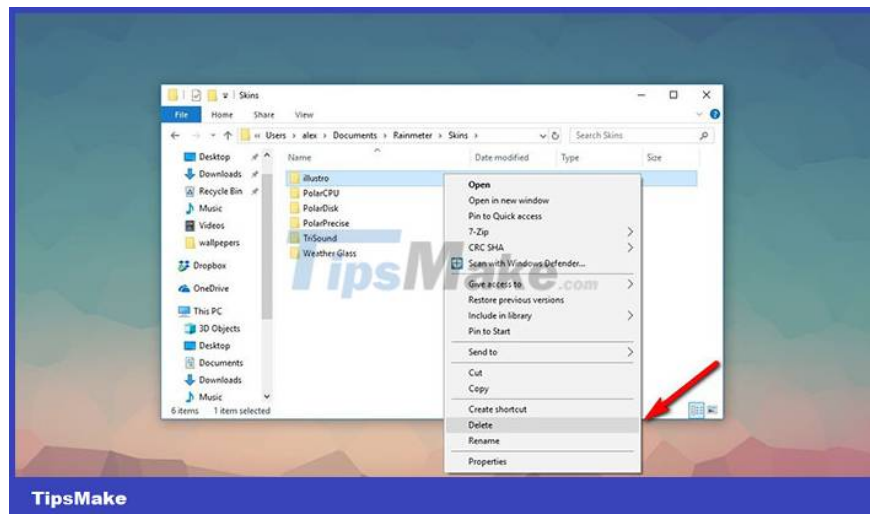 Skins
File Home Share View
« Users › alex › Documents › Rainmeter › Skins › Search Skins
Name Date modified Type Size
Desktop
Downloads
Recycle Bin
Music
Videos
wallpepers
Dropbox
OneDrive
This PC
3D Objects
Desktop
Documents
Downloads
Music
illustro
PolarCPU
PolarDisk
PolarPrecise
TriSound
Weather Glass
Open
Open in new window
Pin to Quick access
7-Zip
CRC SHA
Scan with Windows Defender...
Give access to
Restore previous versions
Include in library
Pin to Start
Send to
Cut
Copy
Create shortcut
Delete
Rename
Properties
6 items 1 item selected
TipsMake.com
TipsMake